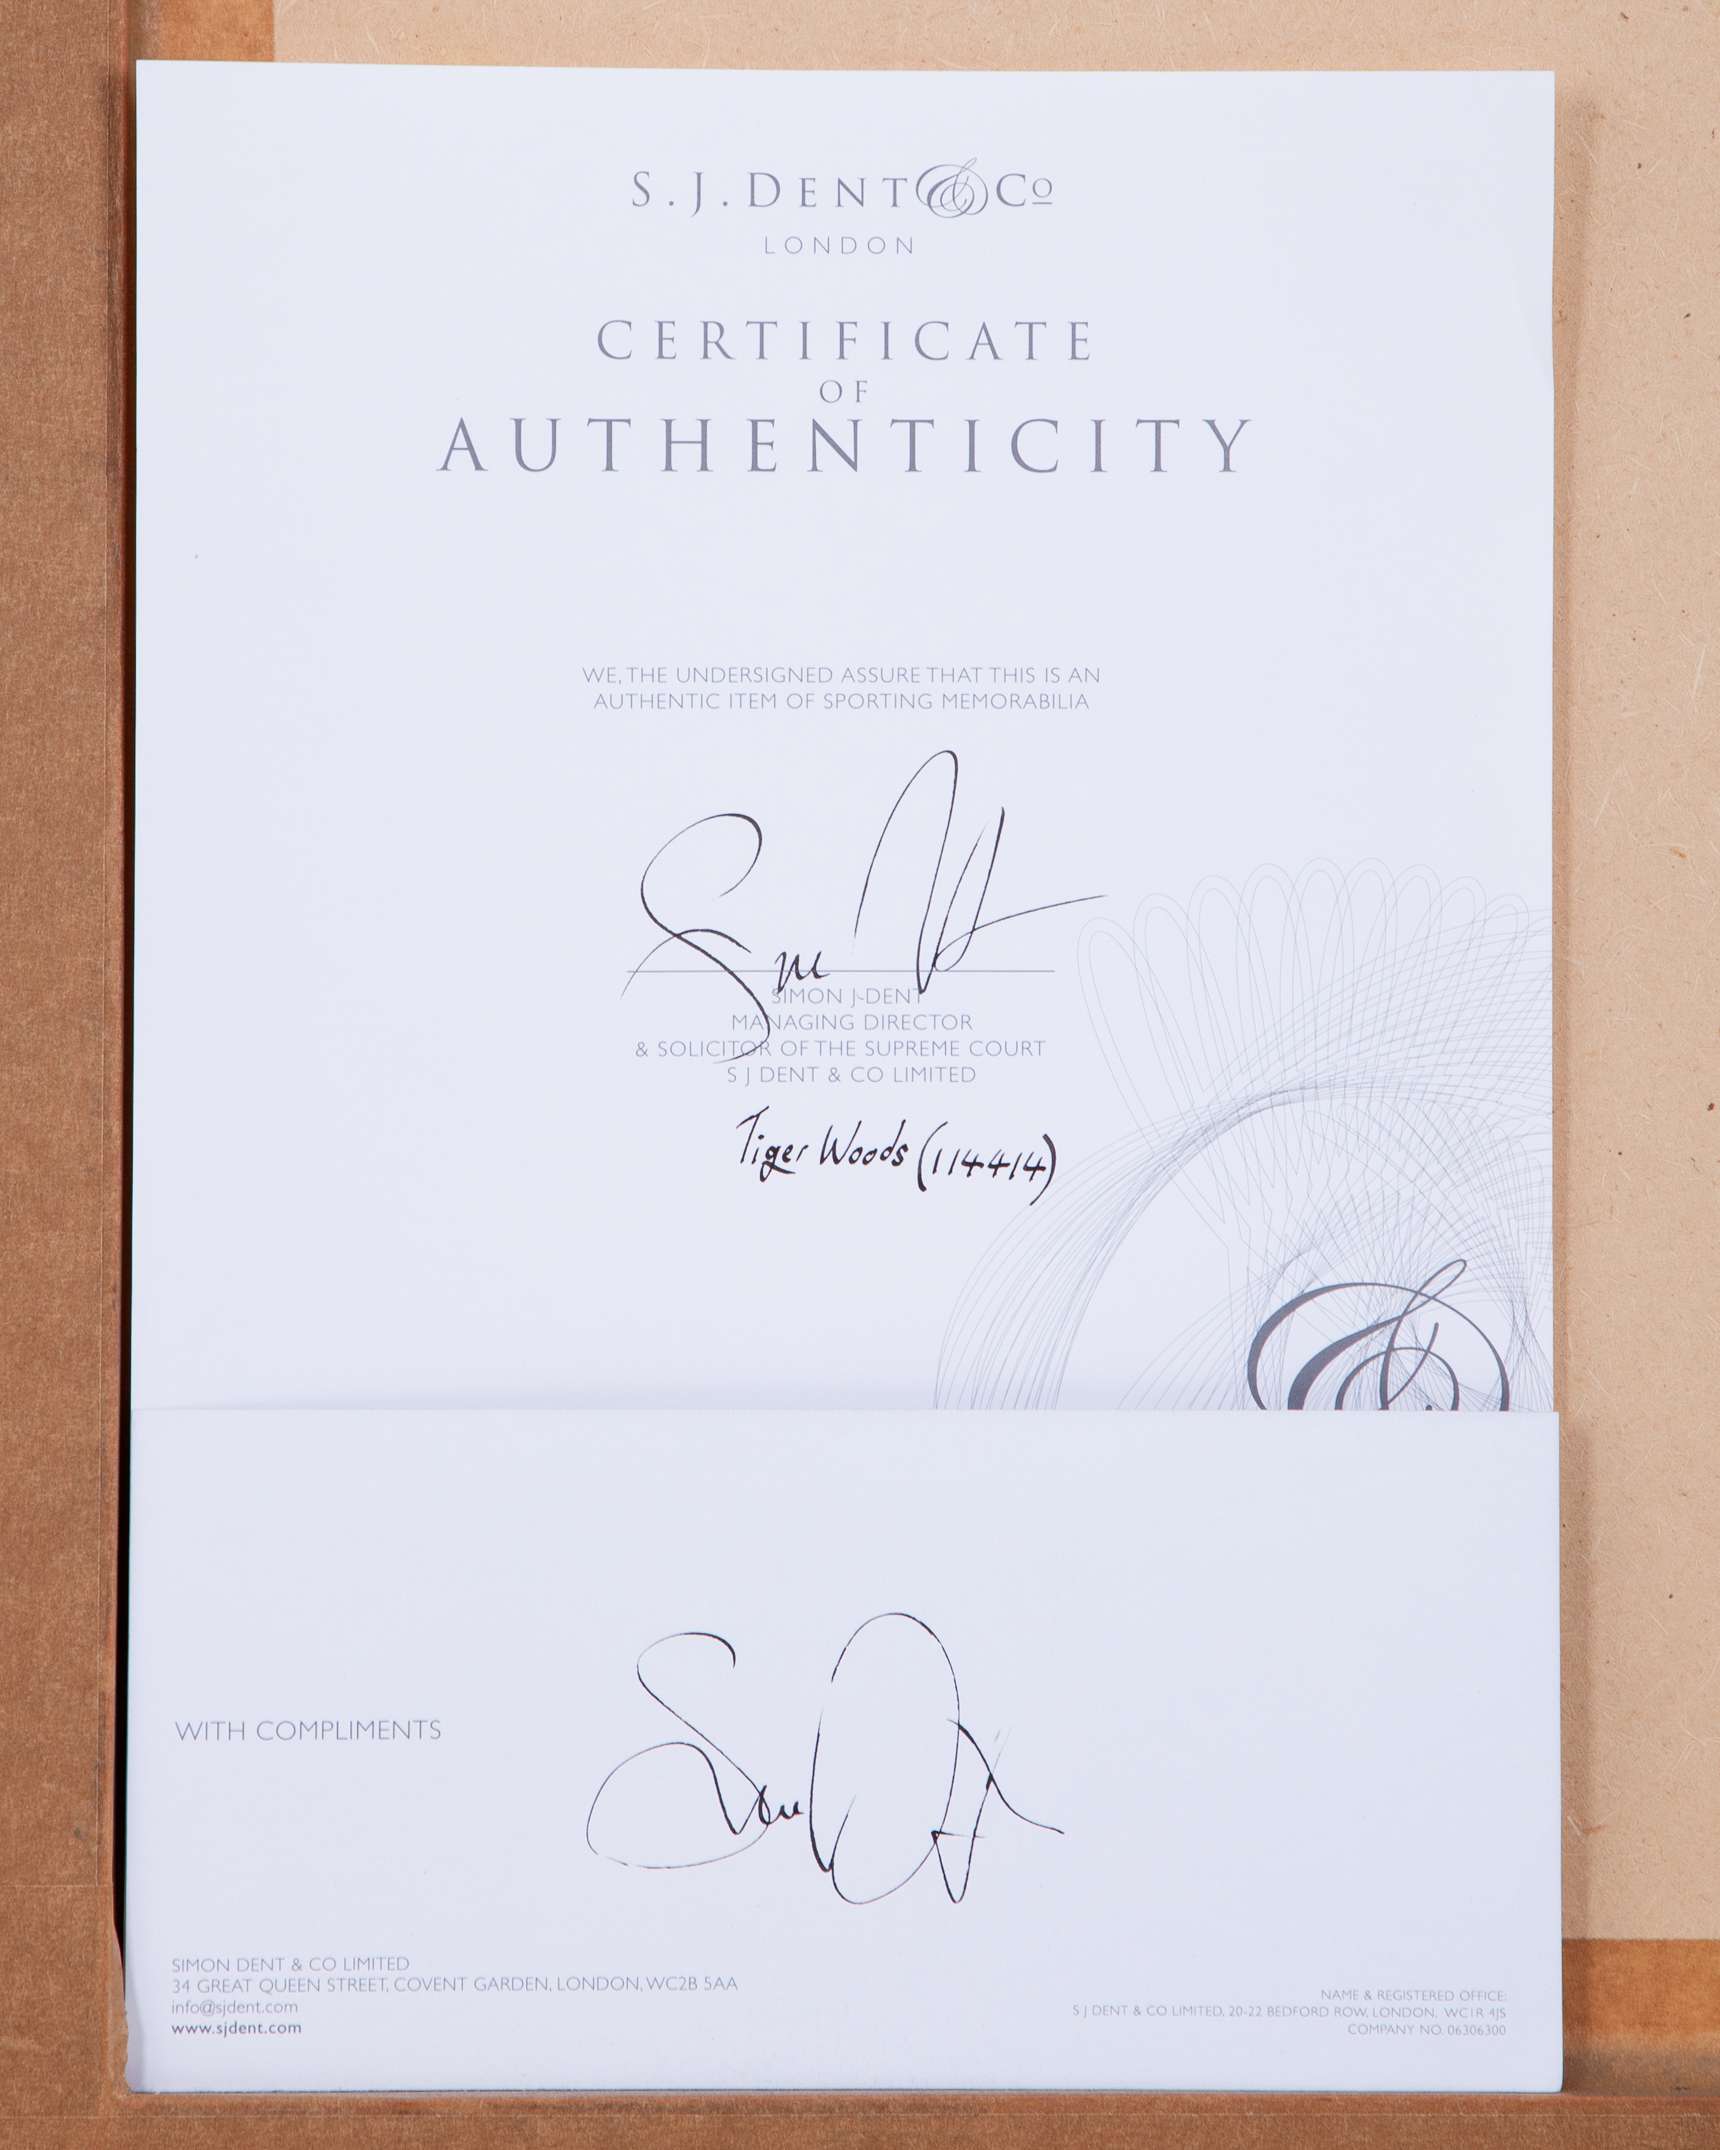 S.J. DENT & Co
LONDON
CERTIFICATE
OF
AUTHENTICITY
WE, THE UNDERSIGNED ASSURE THAT THIS IS AN
AUTHENTIC ITEM OF SPORTING MEMORABILIA
SIMON J-DENT
MANAGING DIRECTOR
& SOLICITOR OF THE SUPREME COURT
S J DENT & CO LIMITED
Tiger Woods (114414)
&
WITH COMPLIMENTS
SIMON DENT & CO LIMITED
34 GREAT QUEEN STREET, COVENT GARDEN, LONDON, WC2B 5AA
info@sjdent.com
www.sjdent.com
NAME & REGISTERED OFFICE:
S J DENT & CO LIMITED, 20-22 BEDFORD ROW, LONDON, WC1R 4JS
COMPANY NO. 06306300